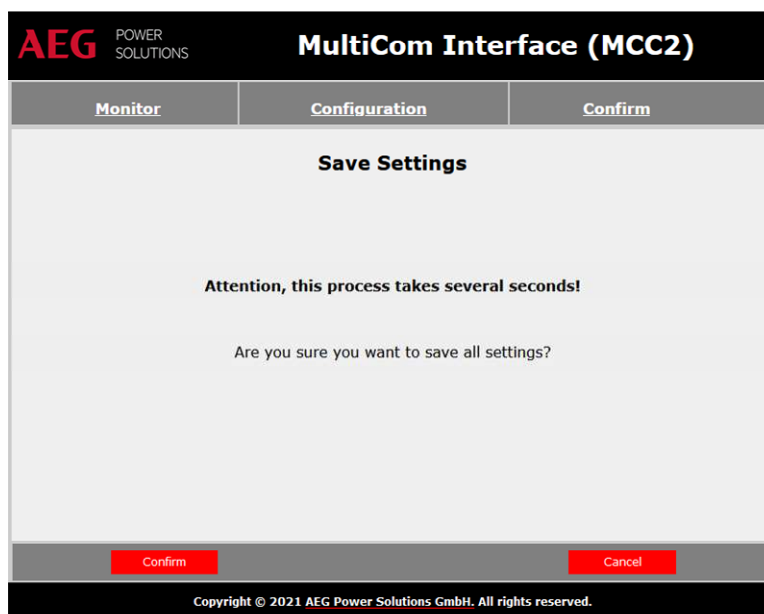 AEG POWER SOLUTIONS
MultiCom Interface (MCC2)
Monitor Configuration Confirm
Save Settings
Attention, this process takes several seconds!
Are you sure you want to save all settings?
Confirm Cancel
Copyright © 2021 AEG Power Solutions GmbH. All rights reserved.